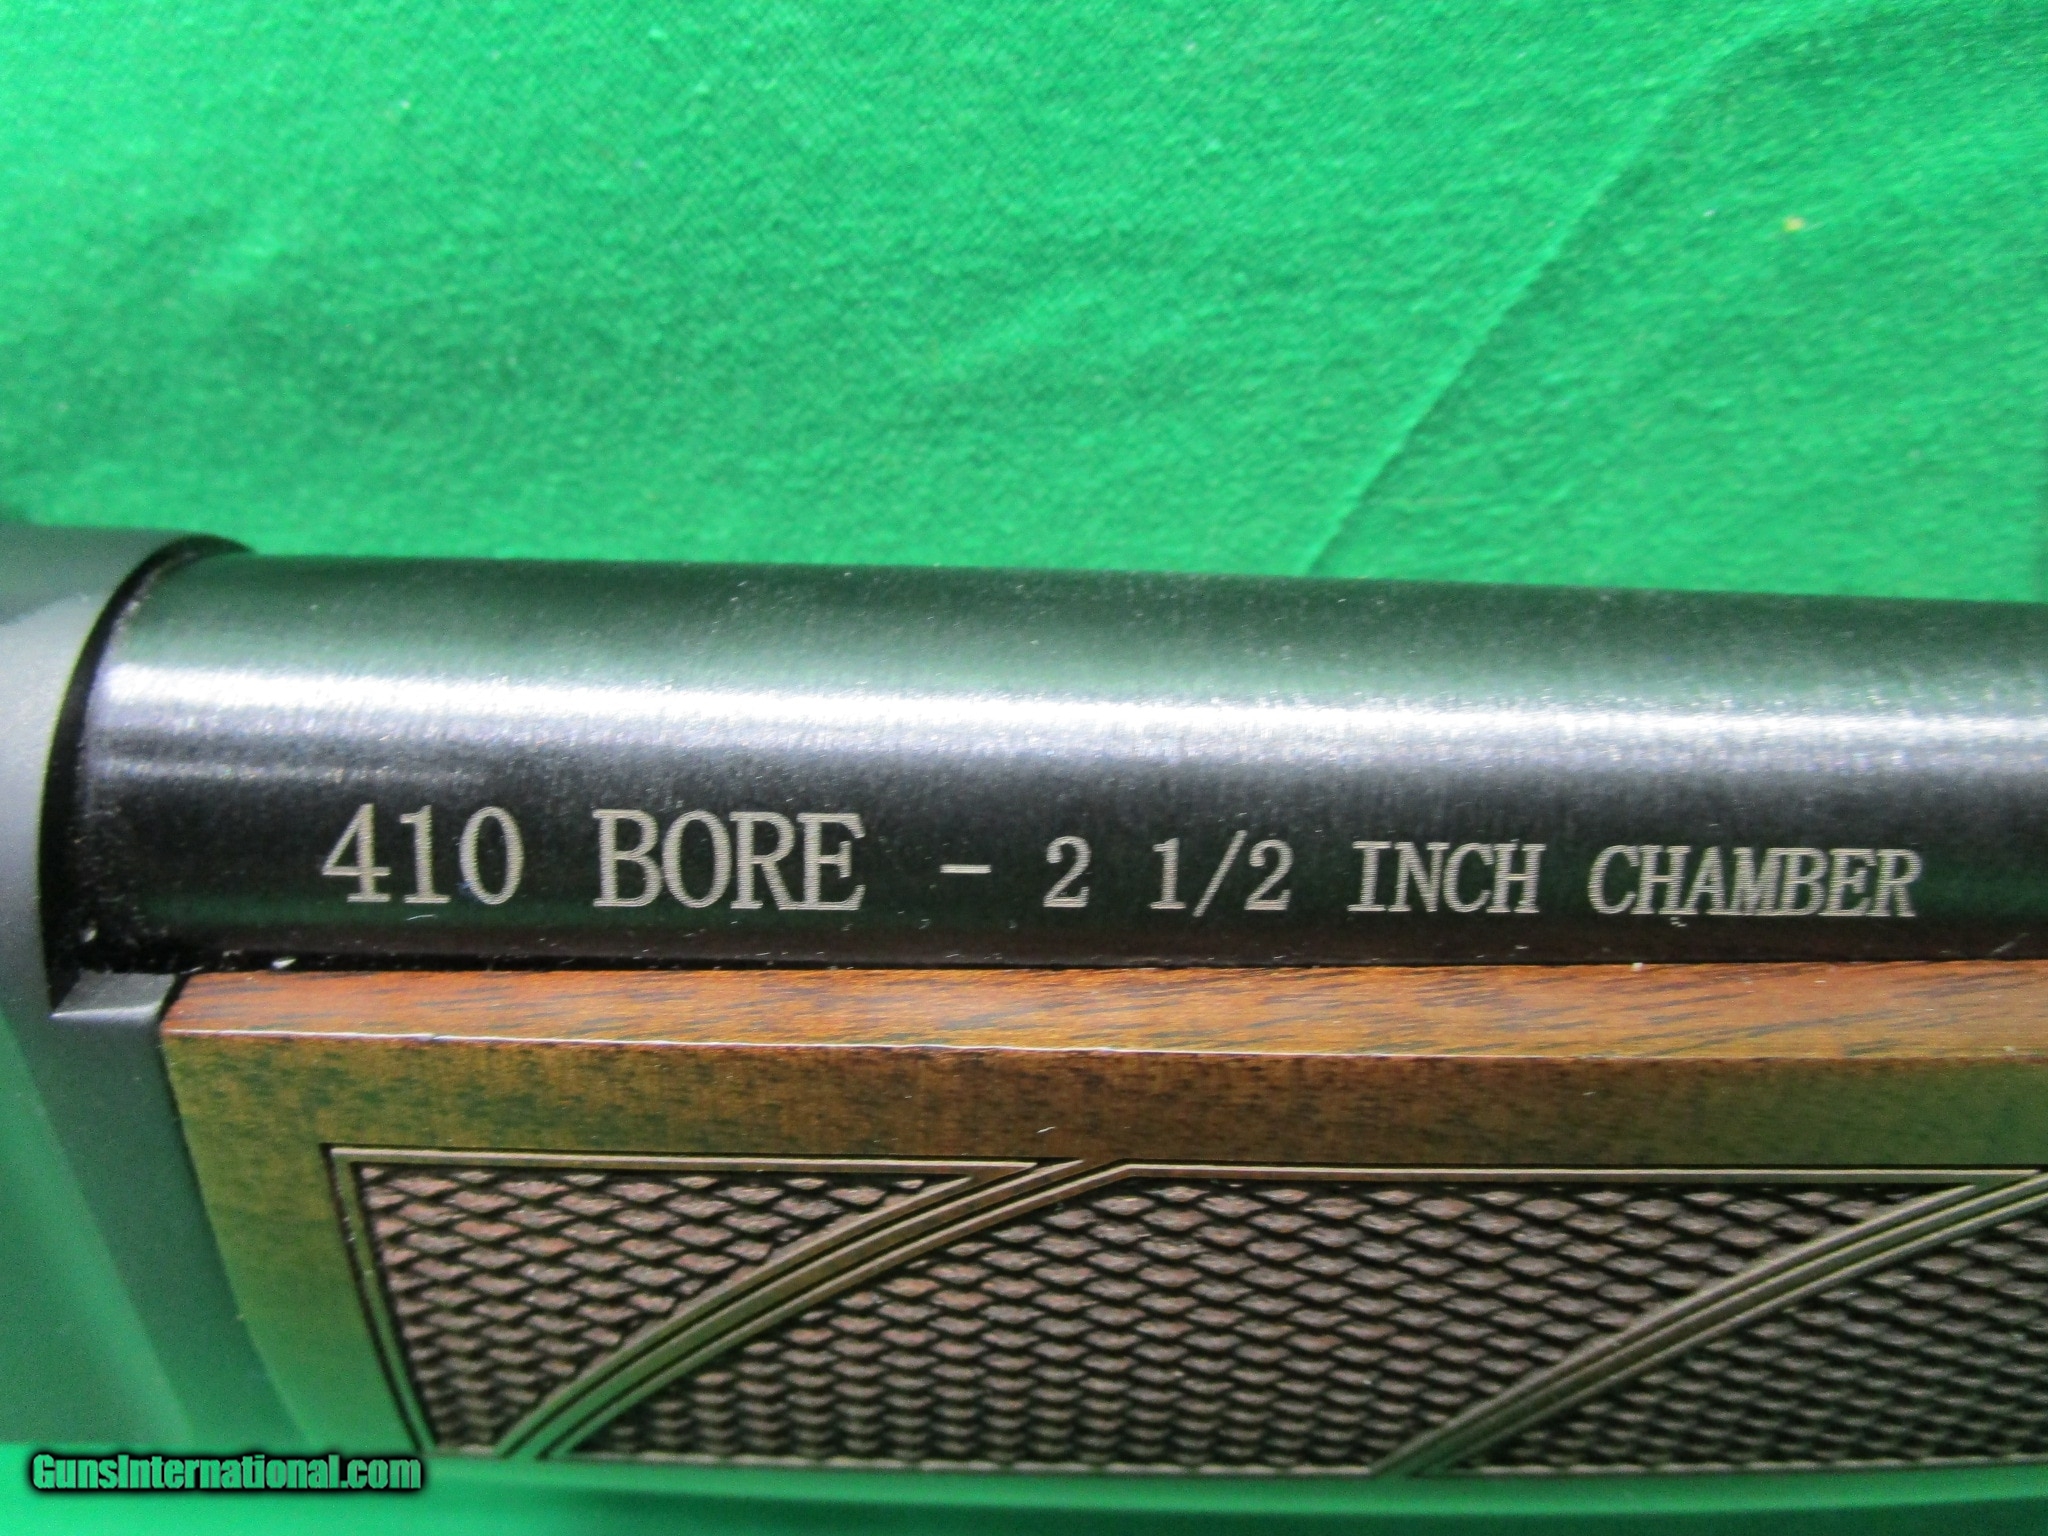 410 BORE - 2 1/2 INCH CHAMBER
GunsInternational.com